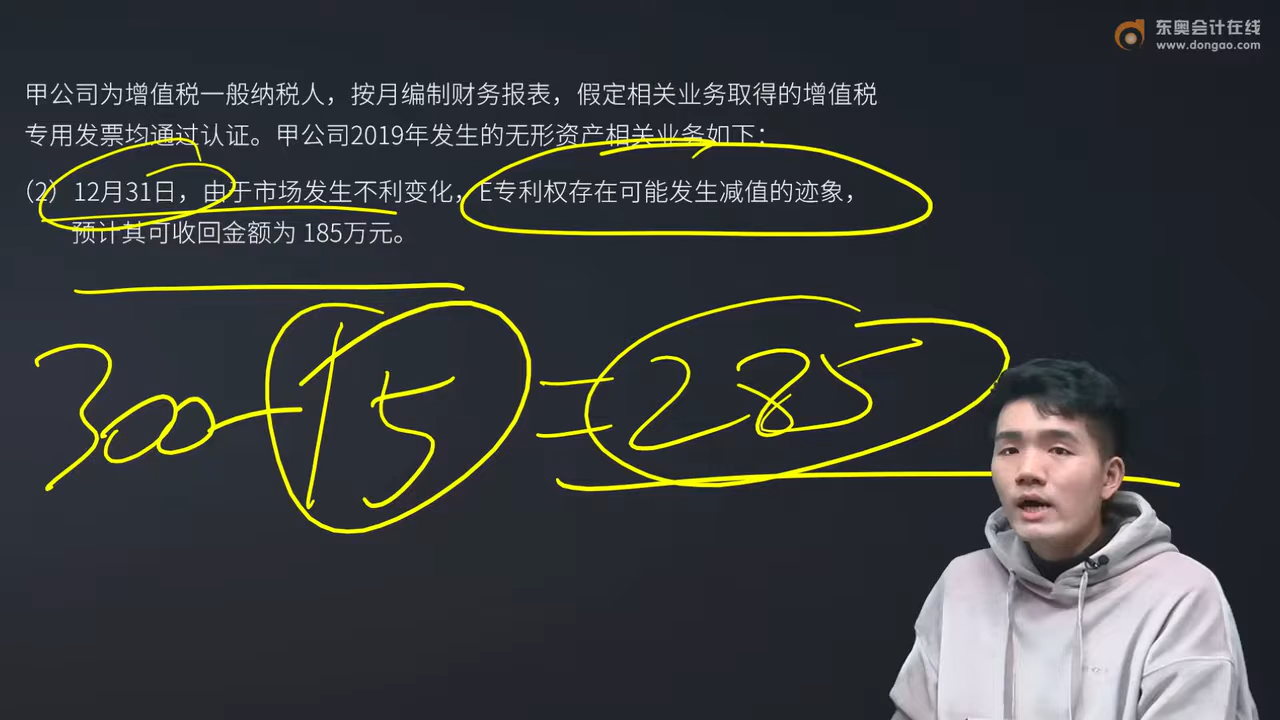 东奥会计在线
www.dongao.com
甲公司为增值税一般纳税人，按月编制财务报表，假定相关业务取得的增值税
专用发票均通过认证。甲公司2019年发生的无形资产相关业务如下：
（2）12月31日，由于市场发生不利变化，E专利权存在可能发生减值的迹象，
预计其可收回金额为 185万元。
300-15=285